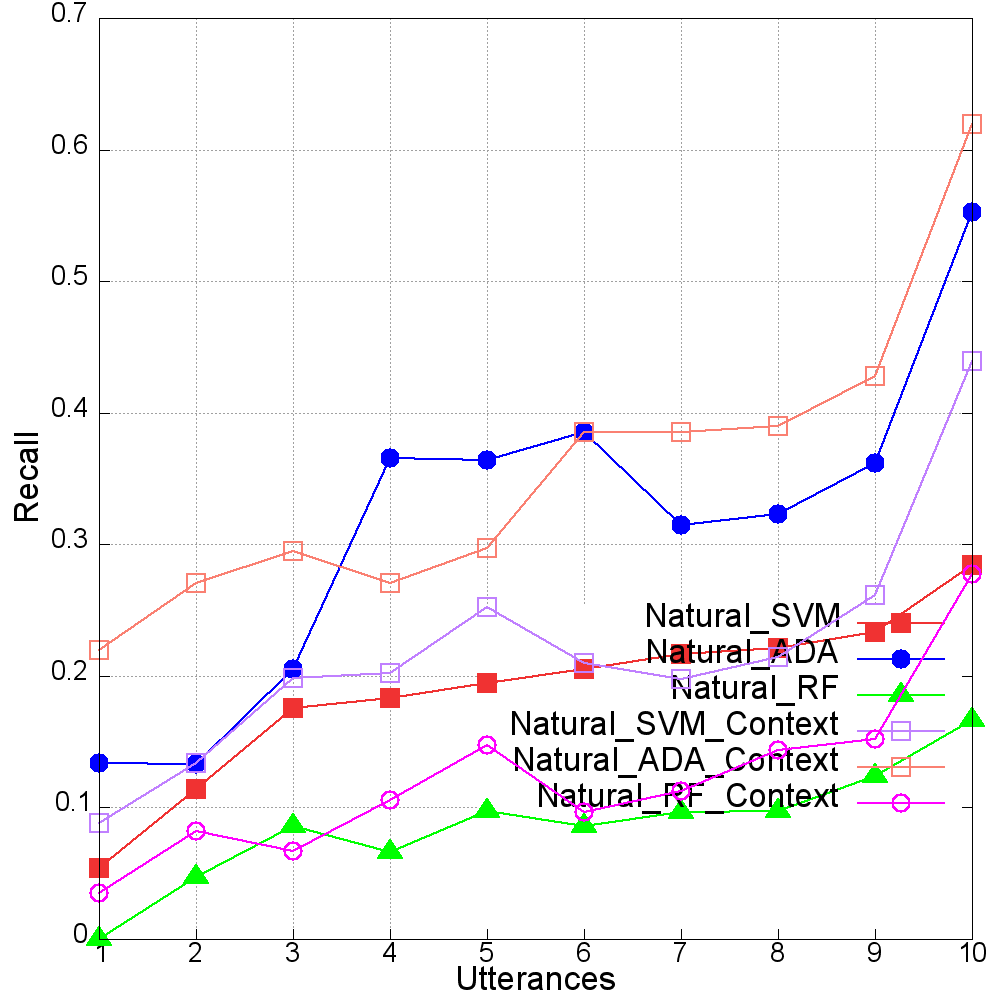 0.7
0.6
0.5
0.4
0.3
0.2
0.1
0
Recall
Natural_SVM
Natural_ADA
Natural_RF
Natural_SVM_Context
Natural_ADA_Context
Natural_RF_Context
1 2 3 4 5 6 7 8 9 10
Utterances